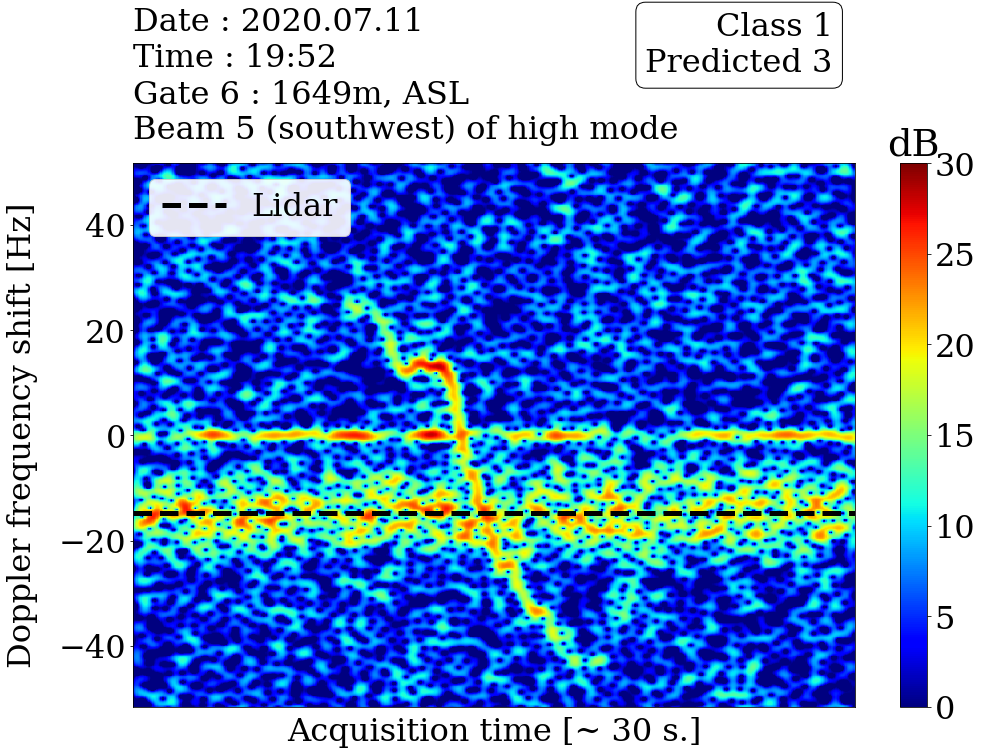 Date : 2020.07.11
Time : 19:52
Gate 6 : 1649m, ASL
Beam 5 (southwest) of high mode
Class 1
Predicted 3
dB
30
25
20
15
10
5
0
Lidar
Doppler frequency shift [Hz]
40
20
0
−20
−40
Acquisition time [~ 30 s.]